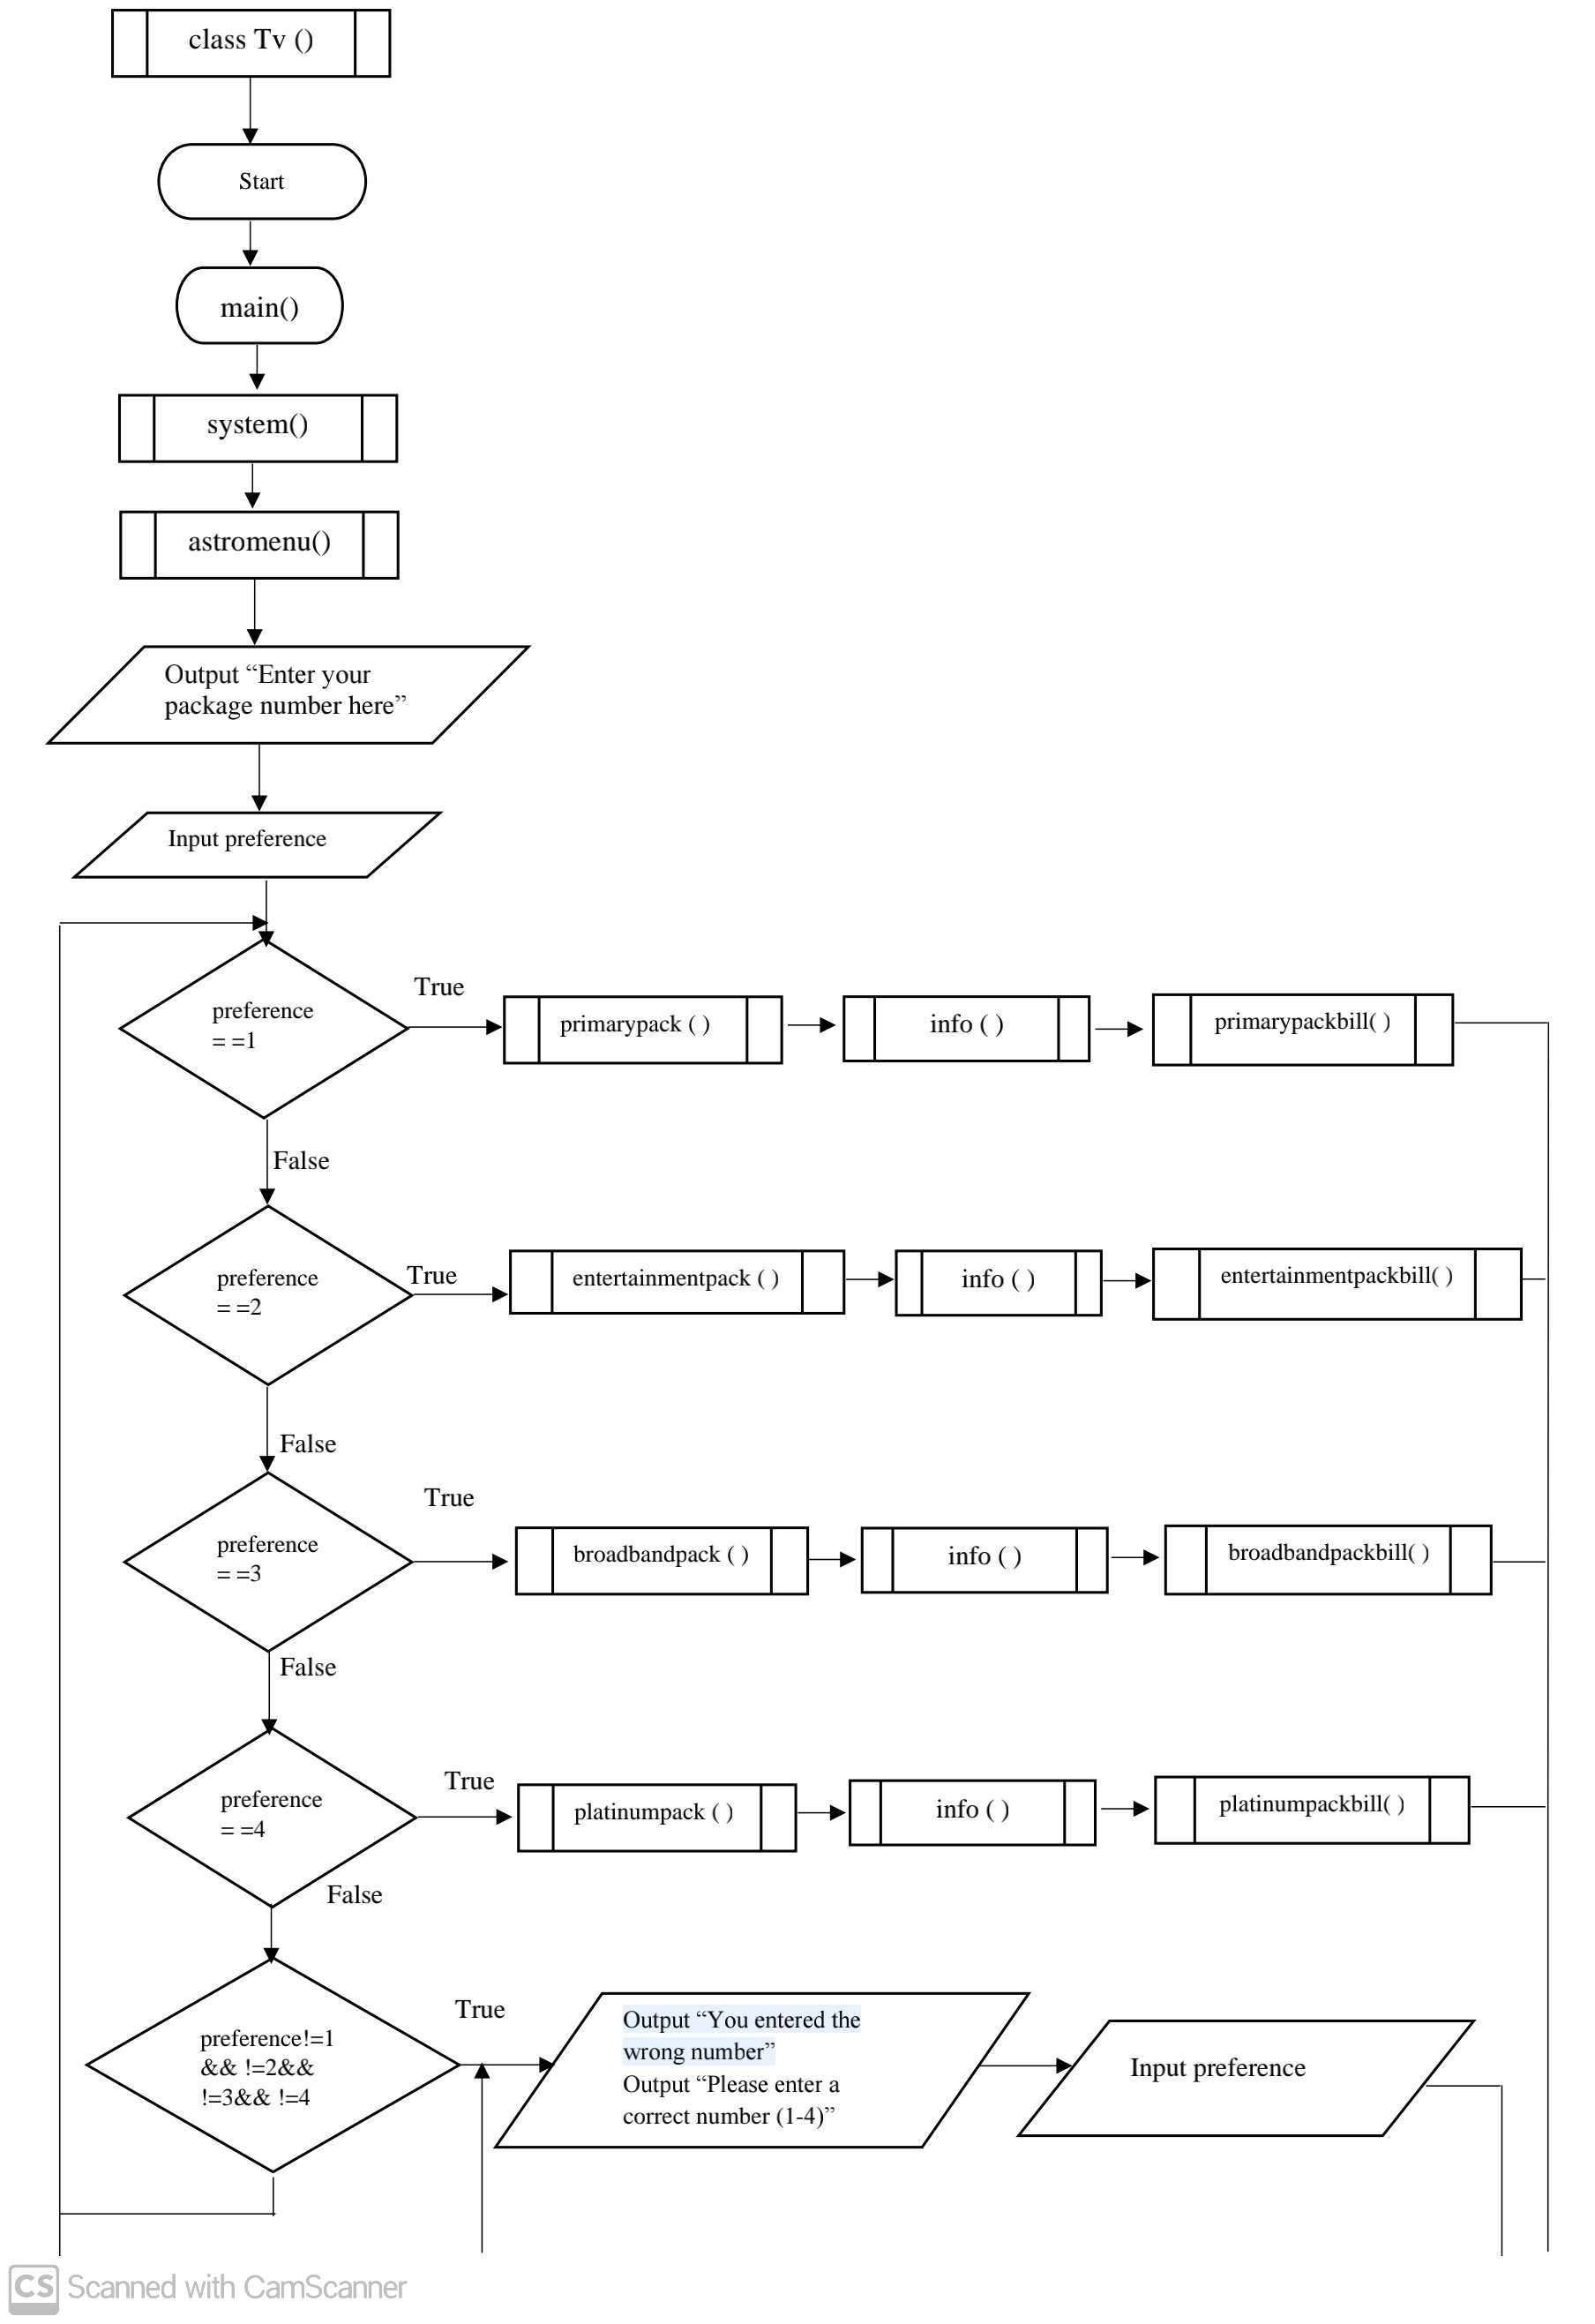 class Tv ()
Start
main()
system()
astromenu()
Output “Enter your
package number here”
Input preference
preference
= =1
True
primarypack ( )
info ( )
primarypackbill( )
False
preference
= =2
True
entertainmentpack ( )
info ( )
entertainmentpackbill( )
False
preference
= =3
True
broadbandpack ( )
info ( )
broadbandpackbill( )
False
preference
= =4
True
platinumpack ( )
info ( )
platinumpackbill( )
False
preference!=1
&& !=2&&
!=3&& !=4
True
Output “You entered the
wrong number”
Output “Please enter a
correct number (1-4)”
Input preference
CS Scanned with CamScanner